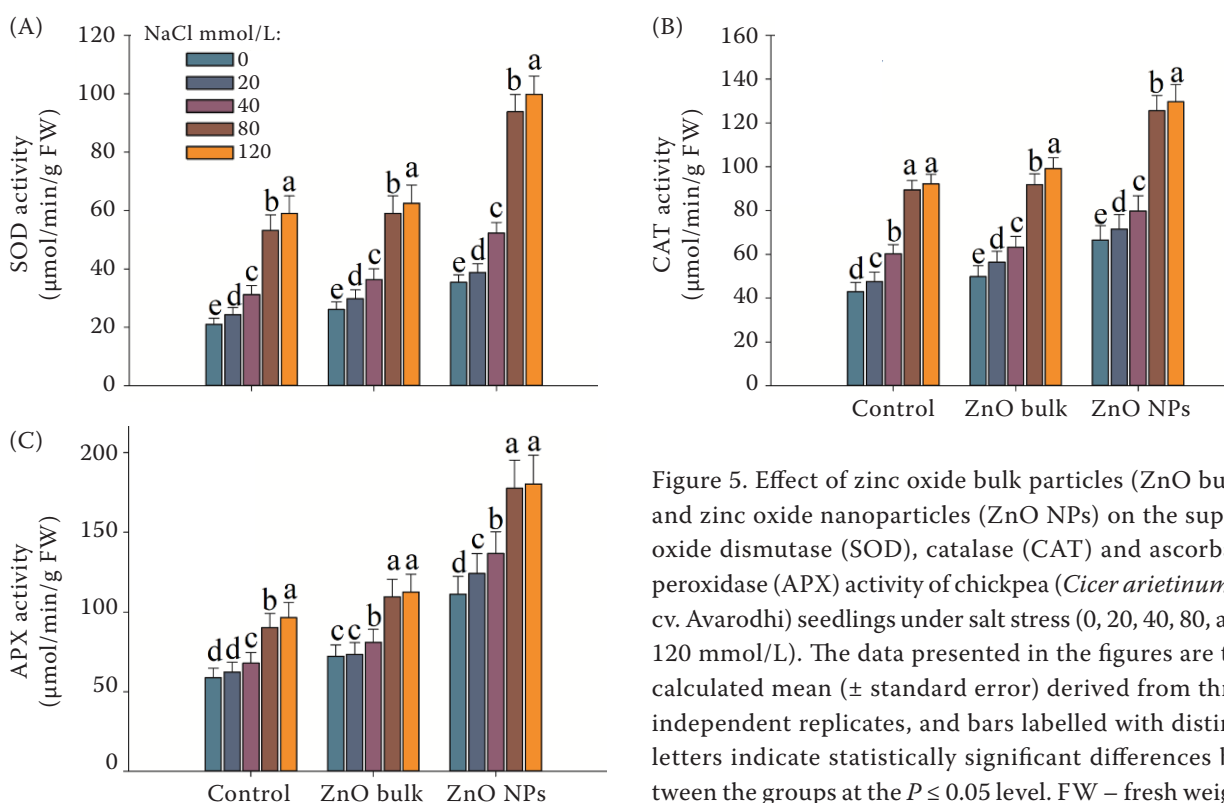 (A)
NaCl mmol/L:
0
20
40
80
120
SOD activity
(µmol/min/g FW)
120
100
80
60
40
20
0
e d c b a
e d c b a
e d c b a
(B)
CAT activity
(µmol/min/g FW)
160
140
120
100
80
60
40
20
0
d c b a a
e d c b a
e d c b a
Control ZnO bulk ZnO NPs
(C)
APX activity
(µmol/min/g FW)
200
150
100
50
0
d d c b a
c c b a a
d c b a a
Control ZnO bulk ZnO NPs
Figure 5. Effect of zinc oxide bulk particles (ZnO bu
and zinc oxide nanoparticles (ZnO NPs) on the sup
oxide dismutase (SOD), catalase (CAT) and ascorb
peroxidase (APX) activity of chickpea (Cicer arietinum
cv. Avarodhi) seedlings under salt stress (0, 20, 40, 80, a
120 mmol/L). The data presented in the figures are t
calculated mean (± standard error) derived from thr
independent replicates, and bars labelled with distin
letters indicate statistically significant differences b
tween the groups at the P ≤ 0.05 level. FW – fresh weig